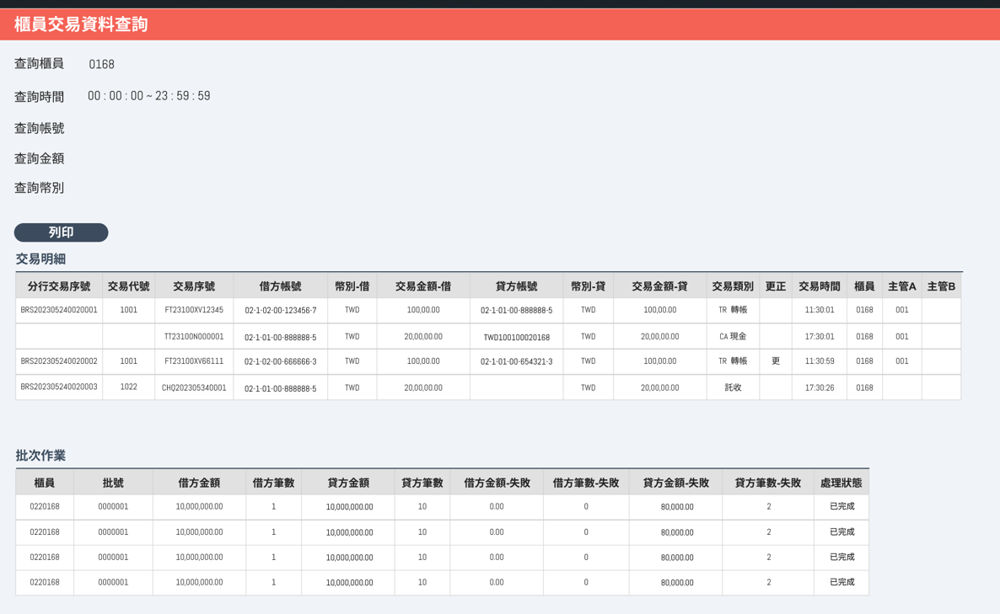 櫃員交易資料查詢
查詢櫃員 0168
查詢時間 00 : 00 : 00 ~ 23 : 59 : 59
查詢帳號
查詢金額
查詢幣別
列印
交易明細
分行交易序號 交易代號 交易序號 借方帳號 幣別-借 交易金額-借 貸方帳號 幣別-貸 交易金額-貸 交易類別 更正 交易時間 櫃員 主管A 主管B
BRS202305240020001 1001 FT23100XV12345 02-1-02-00-123456-7 TWD 100,00.00 02-1-01-00-888888-5 TWD 100,00.00 TR 轉帳 11:30:01 0168 001
TT23100N000001 02-1-01-00-888888-5 TWD 20,00,00.00 TWD100100020168 TWD 20,00,00.00 CA 現金 17:30:01 0168 001
BRS202305240020002 1001 FT23100XV66111 02-1-02-00-666666-3 TWD 100,00.00 02-1-01-00-654321-3 TWD 100,00.00 TR 轉帳 更 11:30:59 0168 001
BRS202305240020003 1022 CHQ202305340001 02-1-01-00-888888-5 TWD 20,00,00.00 TWD 20,00,00.00 託收 17:30:26 0168
批次作業
櫃員 批號 借方金額 借方筆數 貸方金額 貸方筆數 借方金額-失敗 借方筆數-失敗 貸方金額-失敗 貸方筆數-失敗 處理狀態
0220168 0000001 10,000,000.00 1 10,000,000.00 10 0.00 0 80,000.00 2 已完成
0220168 0000001 10,000,000.00 1 10,000,000.00 10 0.00 0 80,000.00 2 已完成
0220168 0000001 10,000,000.00 1 10,000,000.00 10 0.00 0 80,000.00 2 已完成
0220168 0000001 10,000,000.00 1 10,000,000.00 10 0.00 0 80,000.00 2 已完成